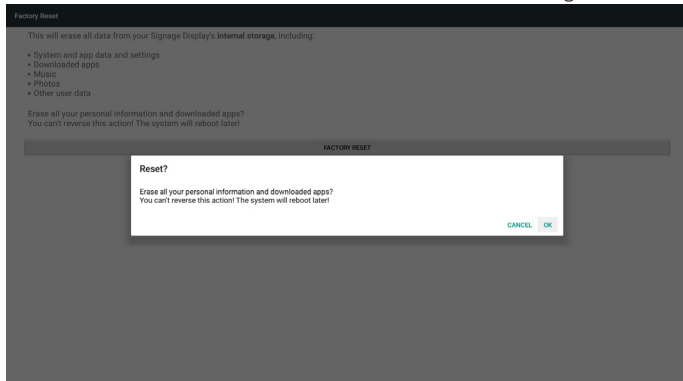 Factory Reset
This will erase all data from your Signage Display's internal storage, including:
▪ System and app data and settings
▪ Downloaded apps
▪ Music
▪ Photos
▪ Other user data
Erase all your personal information and downloaded apps?
You can't reverse this action! The system will reboot later!
FACTORY RESET
Reset?
Erase all your personal information and downloaded apps?
You can't reverse this action! The system will reboot later!
CANCEL OK